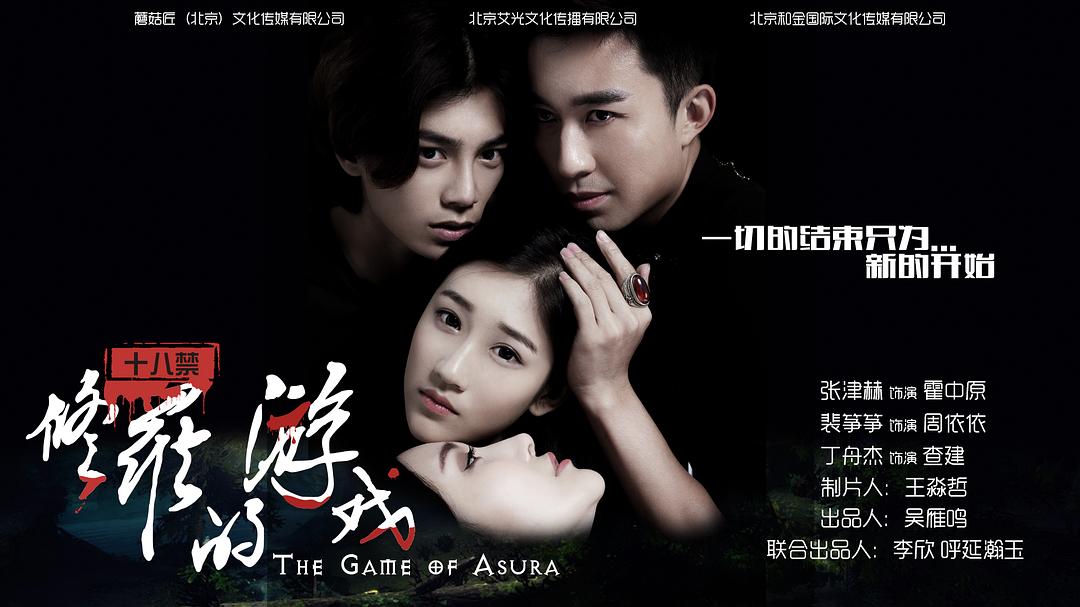 蘑菇匠（北京）文化传媒有限公司
北京艾光文化传播有限公司
北京和金国际文化传媒有限公司
一切的结束只为...
新的开始
十八禁
修罗的游戏
THE GAME OF ASURA
张津赫 饰演 霍中原
裴筝筝 饰演 周依依
丁舟杰 饰演 查建
制片人：王淼哲
出品人：吴雁鸣
联合出品人：李欣 呼延瀚玉